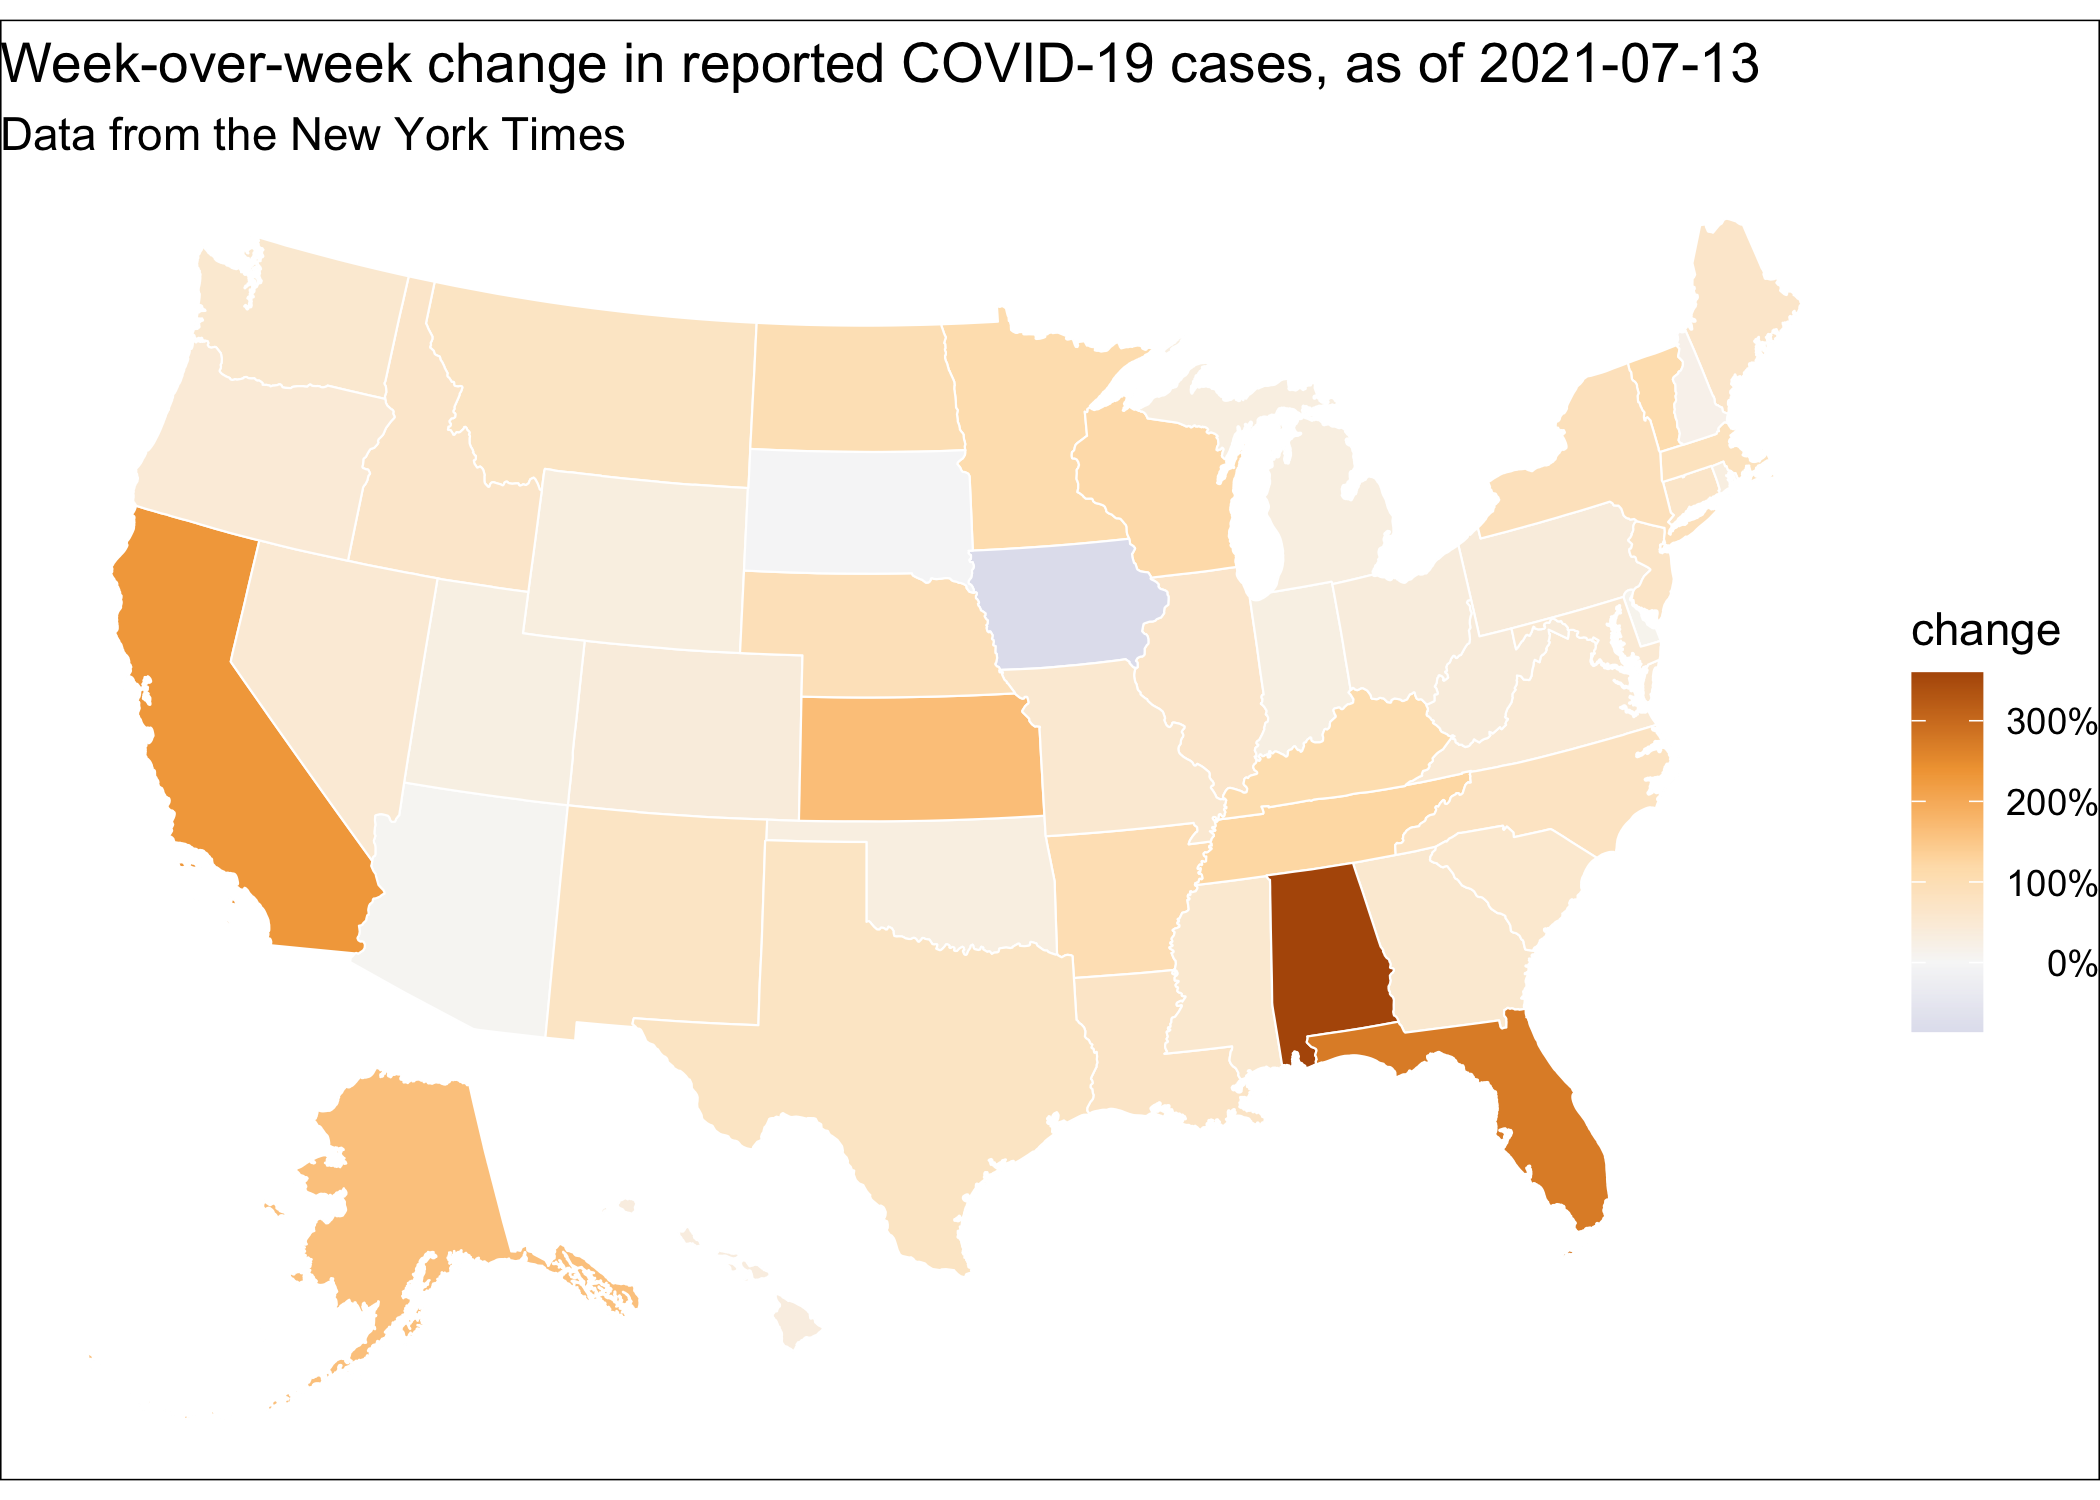 Week-over-week change in reported COVID-19 cases, as of 2021-07-13
Data from the New York Times
change
300%
200%
100%
0%